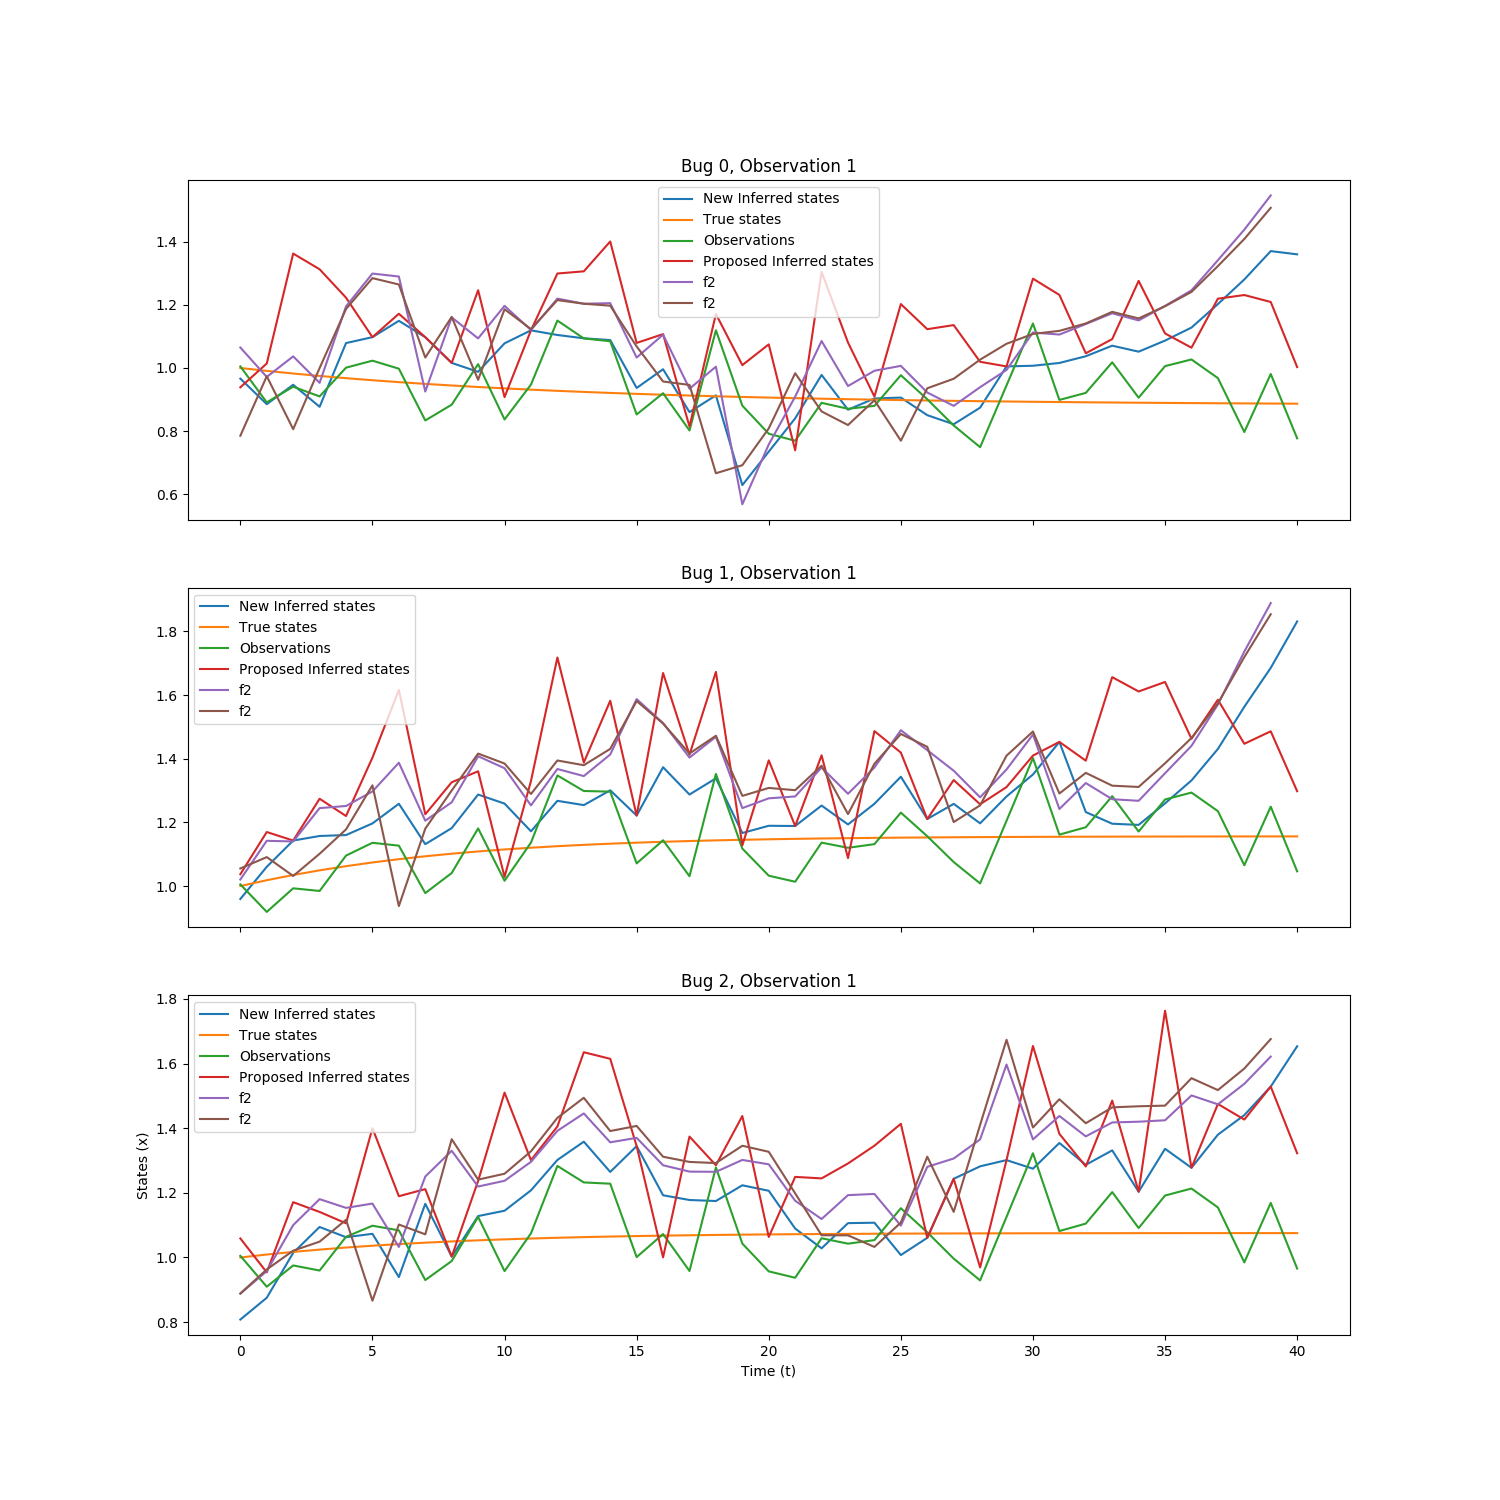 Bug 0, Observation 1
New Inferred states
True states
Observations
Proposed Inferred states
f2
f2
1.4
1.2
1.0
0.8
0.6
Bug 1, Observation 1
New Inferred states
True states
Observations
Proposed Inferred states
f2
f2
1.8
1.6
1.4
1.2
1.0
Bug 2, Observation 1
New Inferred states
True states
Observations
Proposed Inferred states
f2
f2
1.8
1.6
1.4
1.2
1.0
0.8
States (x)
0 5 10 15 20 25 30 35 40
Time (t)